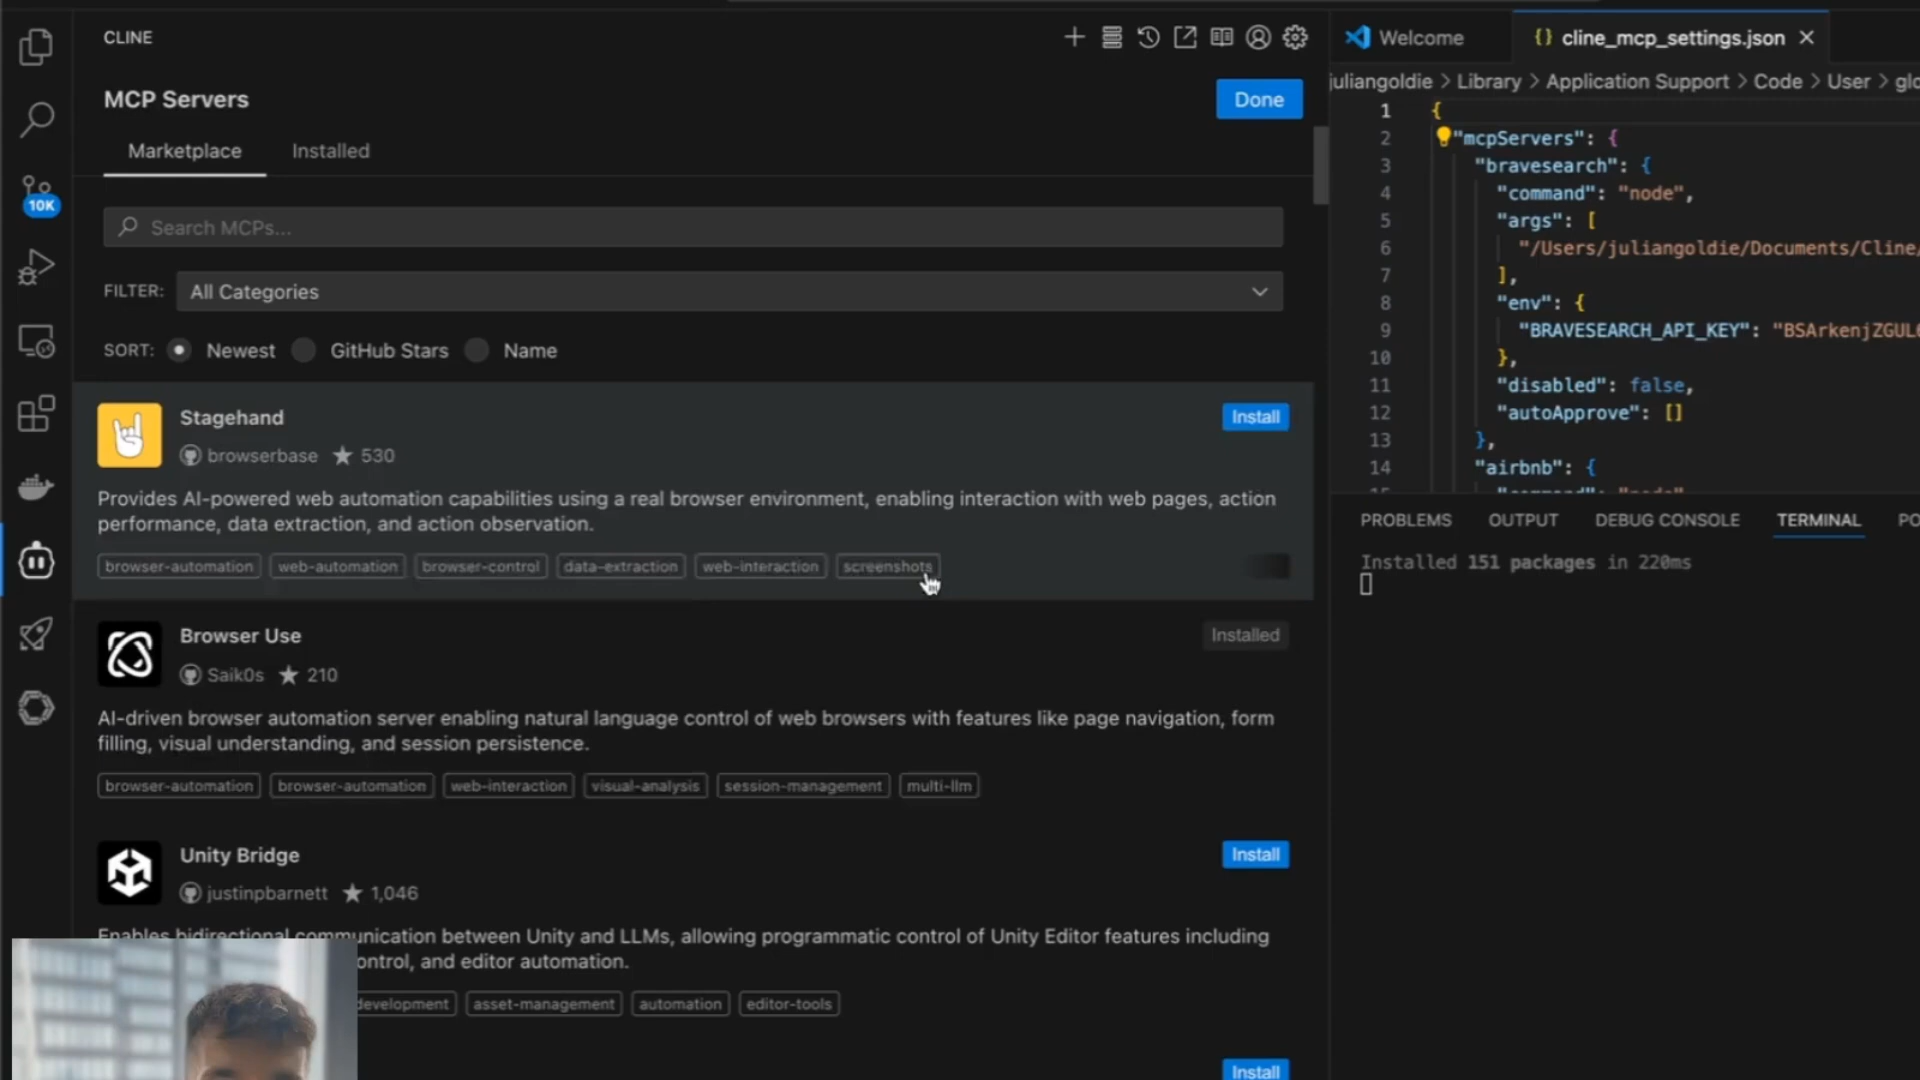 CLINE
MCP Servers
Done
Marketplace
Installed
Search MCPs...
FILTER:
All Categories
SORT:
Newest
GitHub Stars
Name
10K
Stagehand
Install
browserbase ★ 530
Provides AI-powered web automation capabilities using a real browser environment, enabling interaction with web pages, action
performance, data extraction, and action observation.
browser-automation
web-automation
browser-control
data-extraction
web-interaction
screenshots
Browser Use
Installed
Saik0s ★ 210
AI-driven browser automation server enabling natural language control of web browsers with features like page navigation, form
filling, visual understanding, and session persistence.
browser-automation
browser-automation
web-interaction
visual-analysis
session-management
multi-llm
Unity Bridge
Install
justinpbarnett ★ 1,046
Enables bidirectional communication between Unity and LLMs, allowing programmatic control of Unity Editor features including
ontrol, and editor automation.
development
asset-management
automation
editor-tools
Install
Welcome
{} cline_mcp_settings.json
juliangoldie > Library > Application Support > Code > User > glo
1 {
2 "mcpServers": {
3 "bravesearch": {
4 "command": "node",
5 "args": [
6 "/Users/juliangoldie/Documents/Cline/
7 ],
8 "env": {
9 "BRAVESEARCH_API_KEY": "BSArkenjZGUL
10 },
11 "disabled": false,
12 "autoApprove": []
13 },
14 "airbnb": {
PROBLEMS
OUTPUT
DEBUG CONSOLE
TERMINAL
PO
Installed 151 packages in 220ms